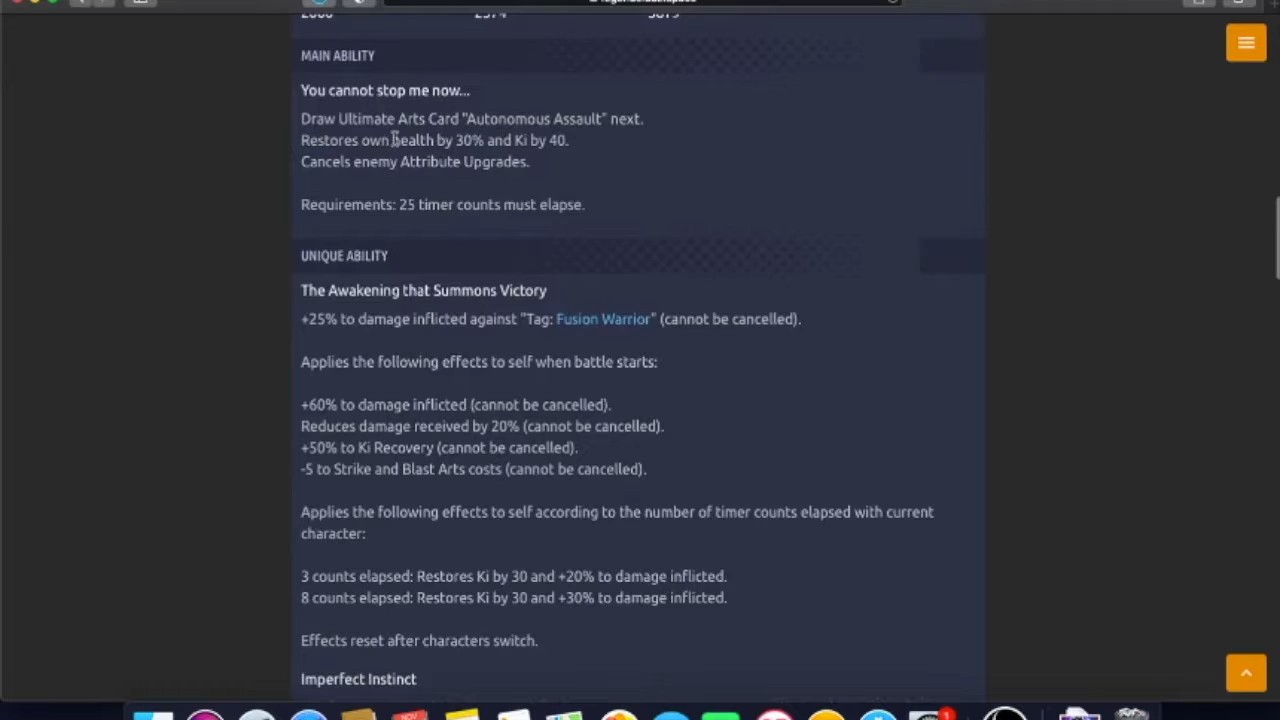 MAIN ABILITY
You cannot stop me now...
Draw Ultimate Arts Card "Autonomous Assault" next.
Restores own health by 30% and Ki by 40.
Cancels enemy Attribute Upgrades.
Requirements: 25 timer counts must elapse.
UNIQUE ABILITY
The Awakening that Summons Victory
+25% to damage inflicted against "Tag: Fusion Warrior" (cannot be cancelled).
Applies the following effects to self when battle starts:
+60% to damage inflicted (cannot be cancelled).
Reduces damage received by 20% (cannot be cancelled).
+50% to Ki Recovery (cannot be cancelled).
-5 to Strike and Blast Arts costs (cannot be cancelled).
Applies the following effects to self according to the number of timer counts elapsed with current
character:
3 counts elapsed: Restores Ki by 30 and +20% to damage inflicted.
8 counts elapsed: Restores Ki by 30 and +30% to damage inflicted.
Effects reset after characters switch.
Imperfect Instinct
NOV
1